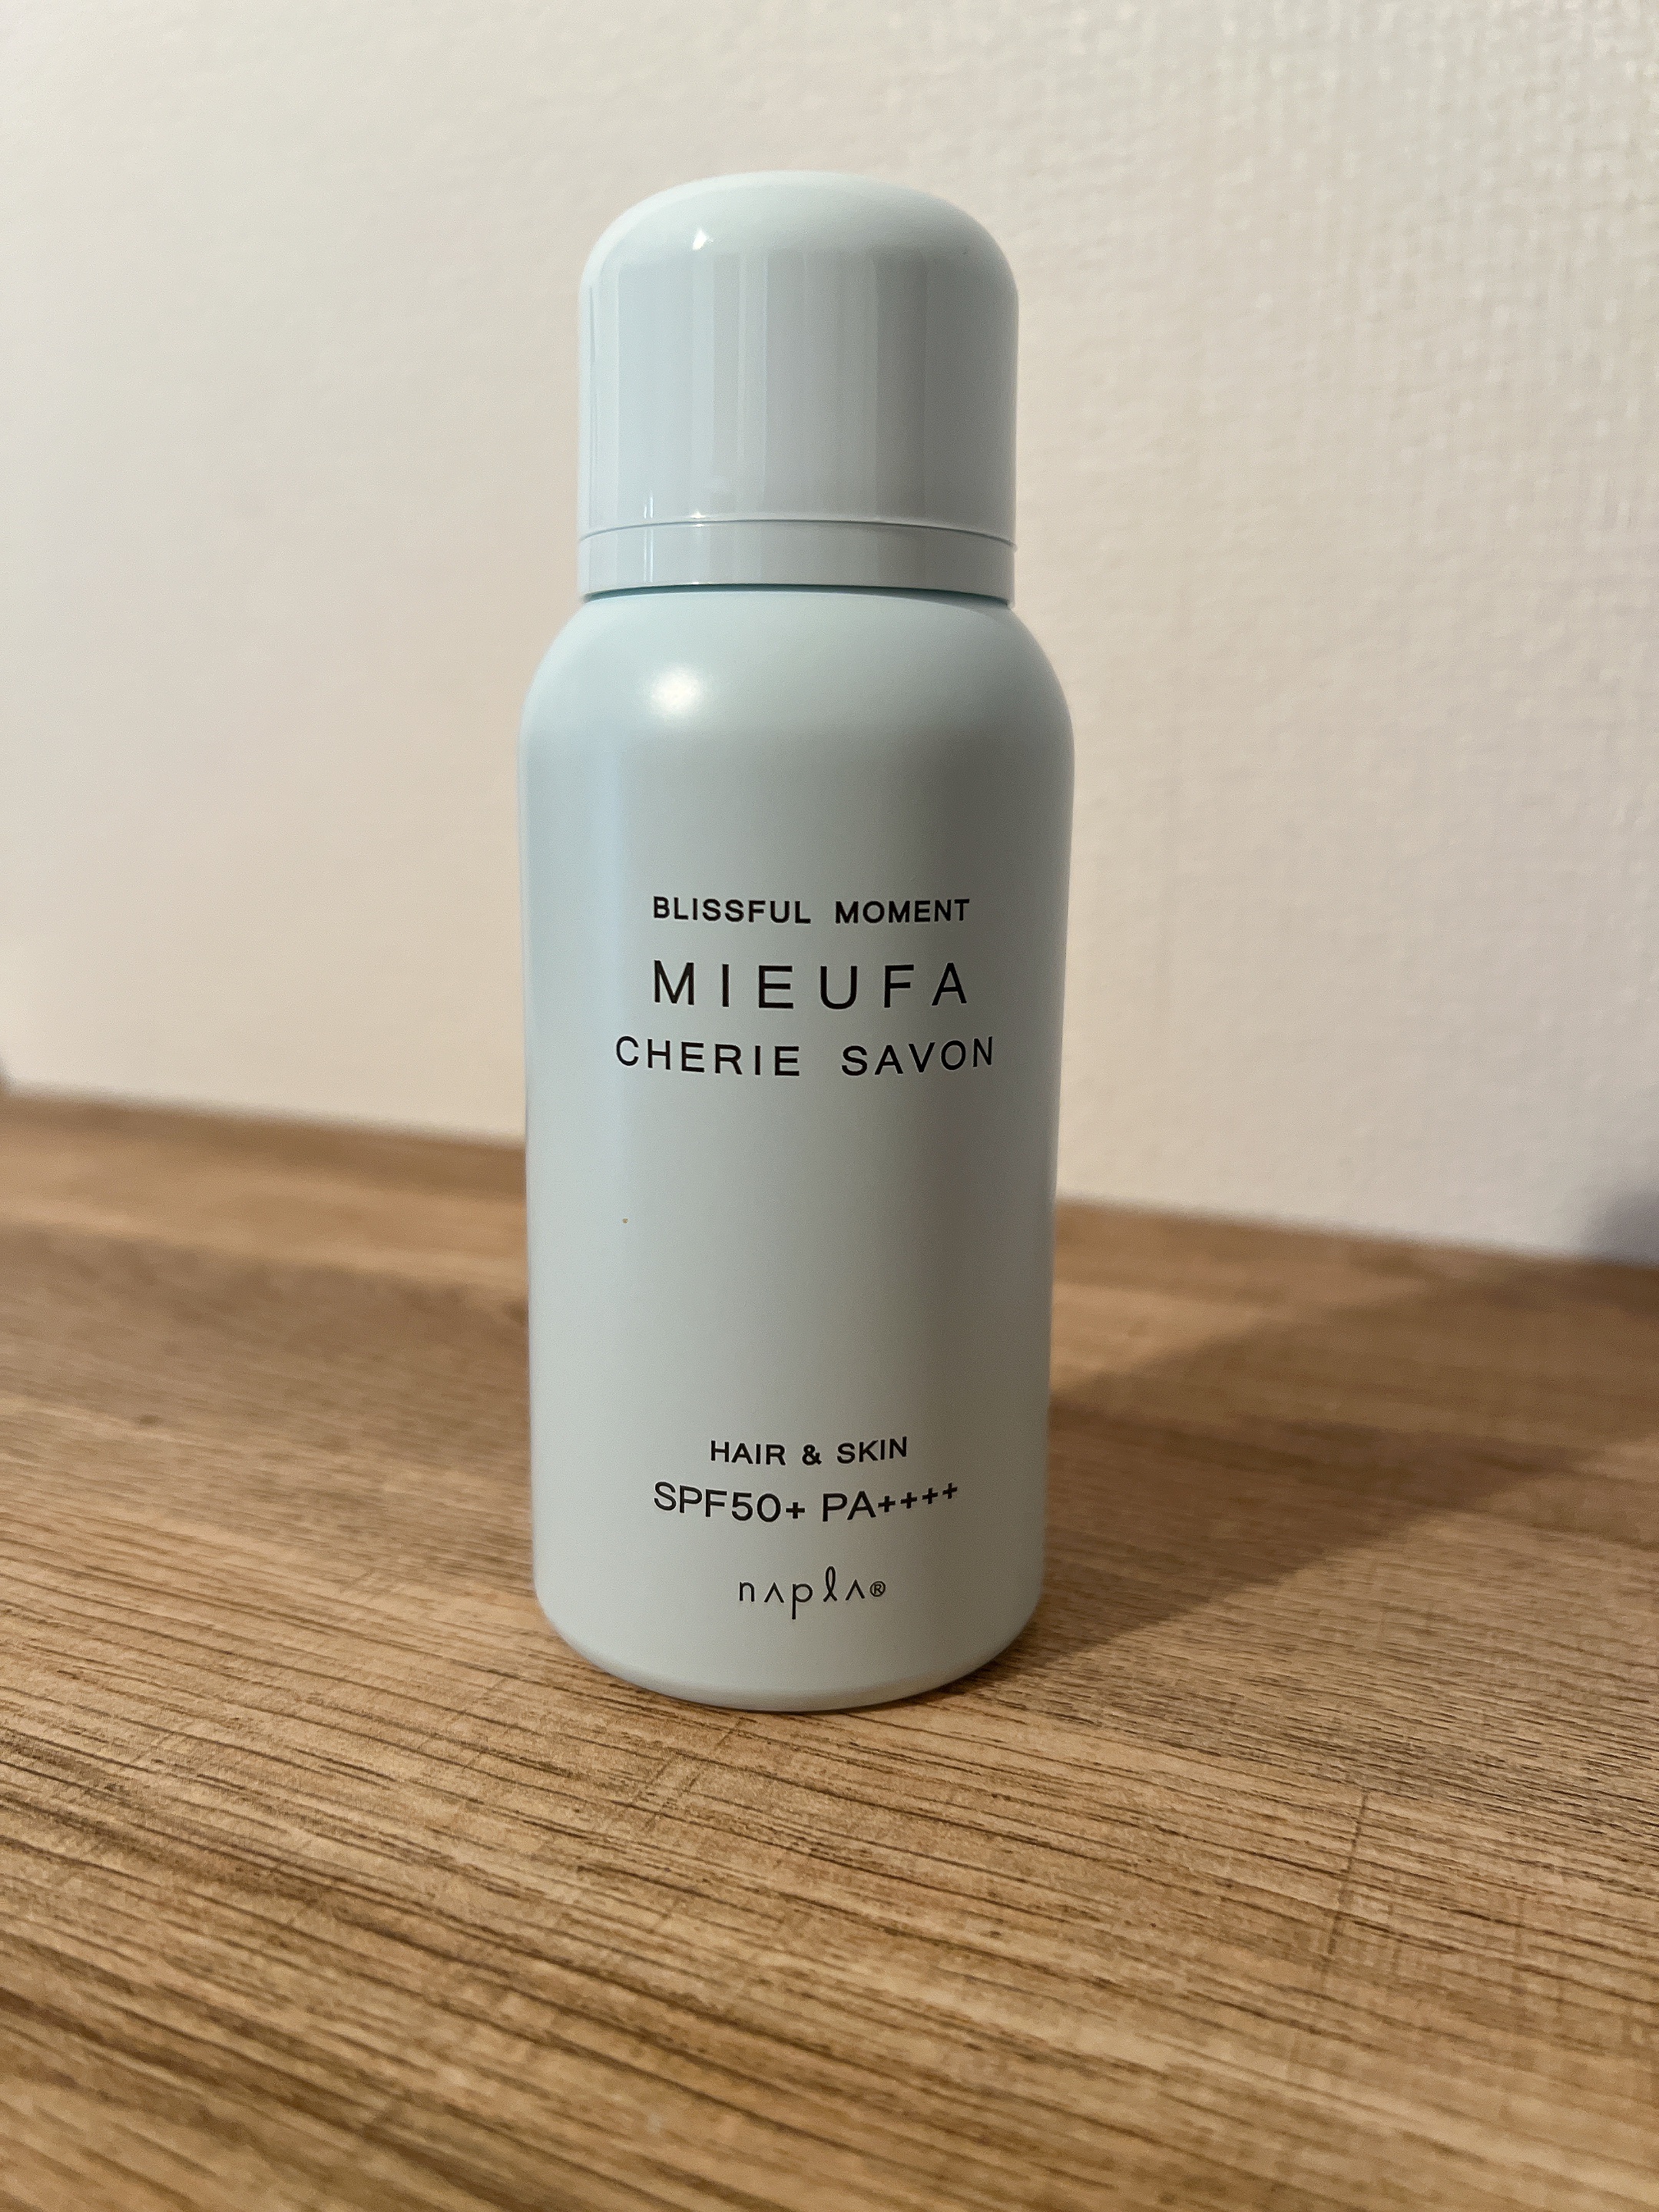 BLISSFUL MOMENT
MIEUFA
CHERIE SAVON
HAIR & SKIN
SPF50+ PA++++
napla®